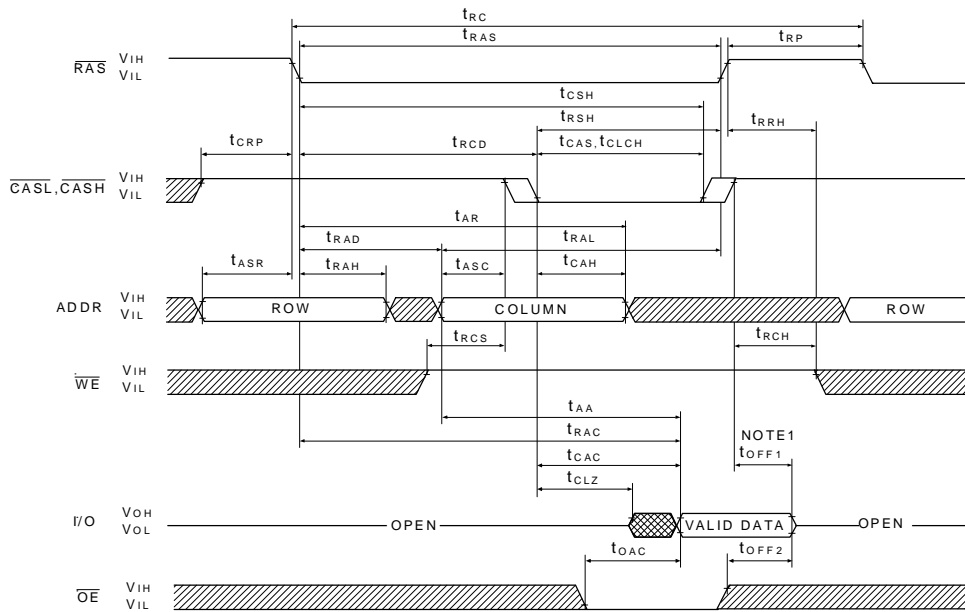 tRC
tRAS
tRP
RAS VIH
VIL
tCSH
tRSH
tRRH
tCRP
tRCD
tCAS,tCLCH
CASL,CASH VIH
VIL
tAR
tRAD
tRAL
tASR
tRAH
tASC
tCAH
ADDR VIH
VIL
ROW
COLUMN
ROW
tRCS
tRCH
WE VIH
VIL
tAA
tRAC
NOTE1
tCAC
tOFF1
tCLZ
I/O VOH
VOL
OPEN
VALID DATA
OPEN
tOAC
tOFF2
OE VIH
VIL